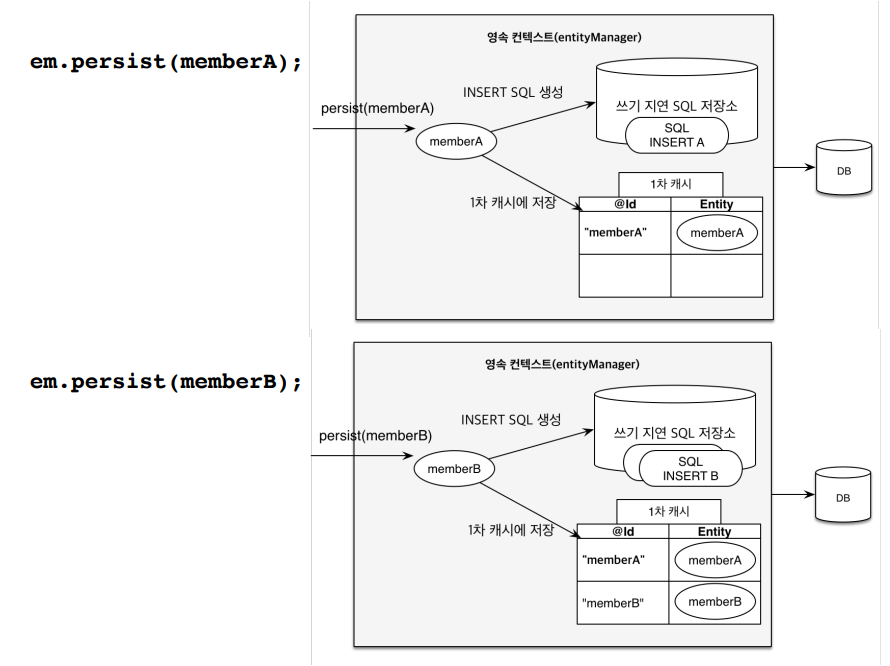 em.persist(memberA);
영속 컨텍스트(entityManager)
persist(memberA)
memberA
INSERT SQL 생성
쓰기 지연 SQL 저장소
SQL
INSERT A
DB
1차 캐시에 저장
1차 캐시
@Id Entity
"memberA" memberA
em.persist(memberB);
영속 컨텍스트(entityManager)
persist(memberB)
memberB
INSERT SQL 생성
쓰기 지연 SQL 저장소
SQL
INSERT B
DB
1차 캐시에 저장
1차 캐시
@Id Entity
"memberA" memberA
"memberB" memberB